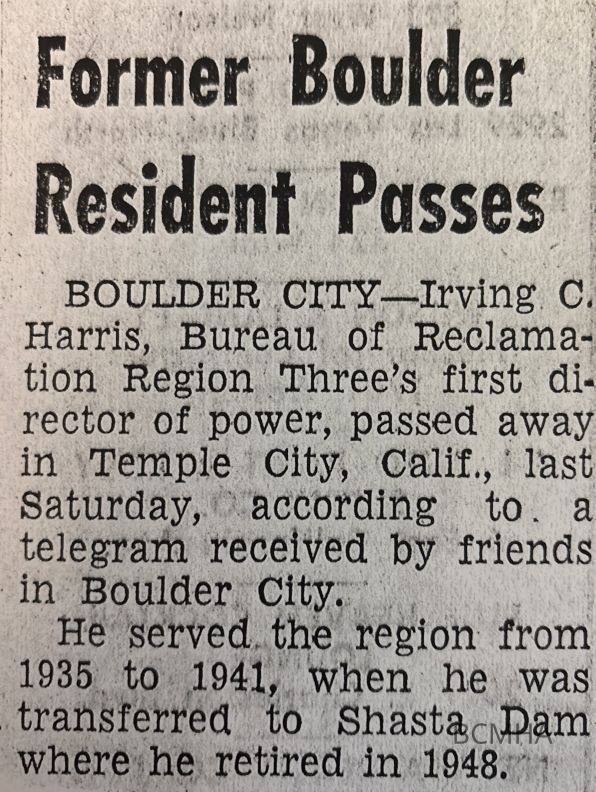 Former Boulder
Resident Passes
BOULDER CITY—Irving C.
Harris, Bureau of Reclama-
tion Region Three's first di-
rector of power, passed away
in Temple City, Calif., last
Saturday, according to a
telegram received by friends
in Boulder City.
He served the region from
1935 to 1941, when he was
transferred to Shasta Dam
where he retired in 1948.
BCMHA